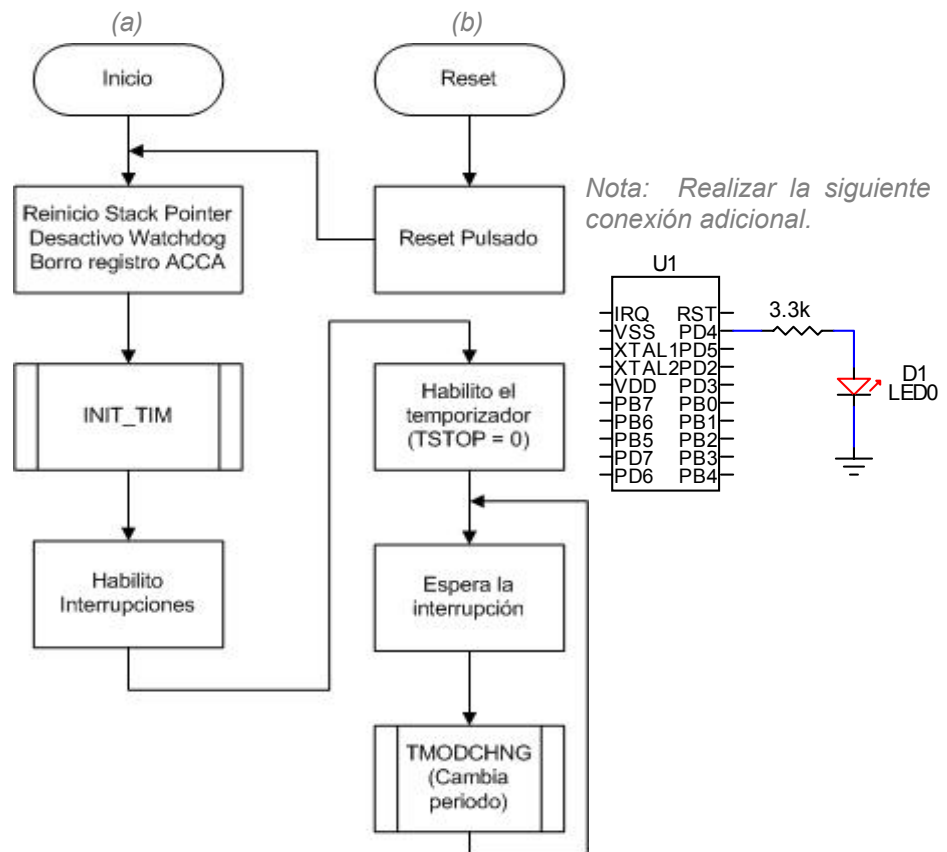 (a)
(b)
Inicio
Reset
Reinicio Stack Pointer
Desactivo Watchdog
Borro registro ACCA
Reset Pulsado
INIT_TIM
Habilito el
temporizador
(TSTOP = 0)
Habilito
Interrupciones
Espera la
interrupción
TMODCHNG
(Cambia
periodo)
Nota: Realizar la siguiente
conexión adicional.
U1
IRQ RST
VSS PD4
XTAL1 PD5
XTAL2 PD2
VDD PD3
PB7 PB0
PB6 PB1
PB5 PB2
PD7 PB3
PD6 PB4
3.3k
D1
LED0